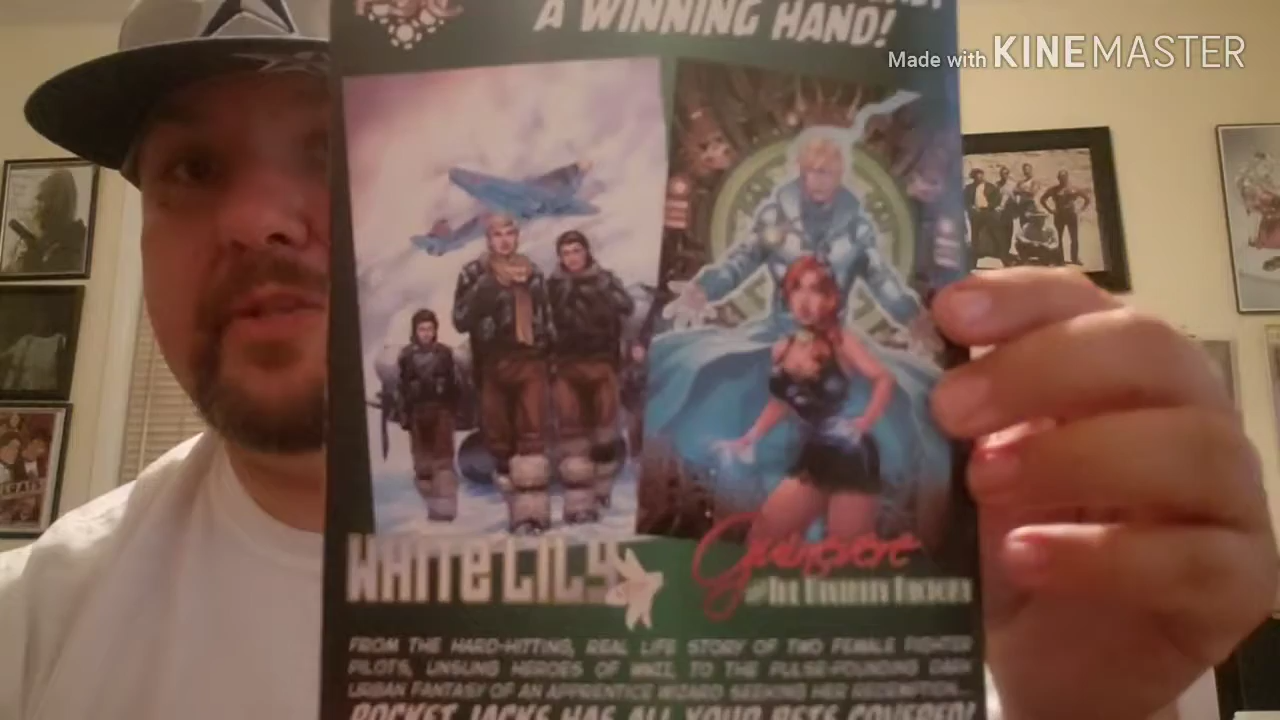 A WINNING HAND!
Made with KINEMASTER
WHITE LILY
Guinevere
FROM THE HARD-HITTING, REAL LIFE STORY OF TWO FEMALE FIGHTER
PILOTS, UNSUNG HEROES OF WWII, TO THE PULSE-POUNDING DARK
URBAN FANTASY OF AN APPRENTICE WIZARD SEEKING HER REDEMPTION...
POCKET JACKS HAS ALL YOUR BETS COVERED!